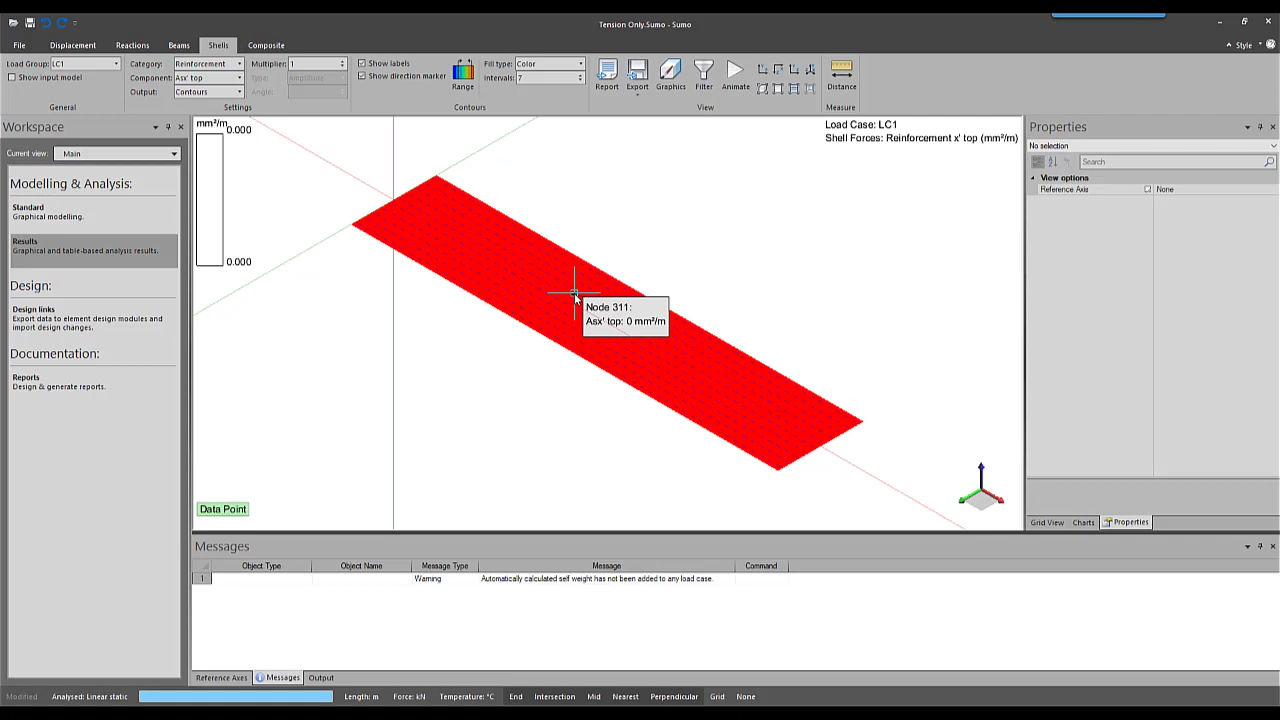 Tension Only.Sumo - Sumo
File Displacement Reactions Beams Shells Composite
Style
Load Group: LC1
Show input model
General
Category: Reinforcement
Component: Asx' top
Output: Contours
Multiplier: 1
Type: Amplitude
Angle:
Settings
Show labels
Show direction marker
Range
Fill type: Color
Intervals: 7
Contours
Report
Export
Graphics
Filter
Animate
View
Distance
Measure
Workspace
Current view: Main
Modelling & Analysis:
Standard
Graphical modelling.
Results
Graphical and table-based analysis results.
Design:
Design links
Export data to element design modules and
import design changes.
Documentation:
Reports
Design & generate reports.
mm²/m
0.000
0.000
Load Case: LC1
Shell Forces: Reinforcement x' top (mm²/m)
Node 311:
Asx' top: 0 mm²/m
Data Point
Properties
No selection
Search
View options
Reference Axis None
Grid View Charts Properties
Messages
Object Type Object Name Message Type Message Command
1 Warning Automatically calculated self weight has not been added to any load case.
Reference Axes Messages Output
Modified Analysed: Linear static Length: m Force: kN Temperature: °C End Intersection Mid Nearest Perpendicular Grid None